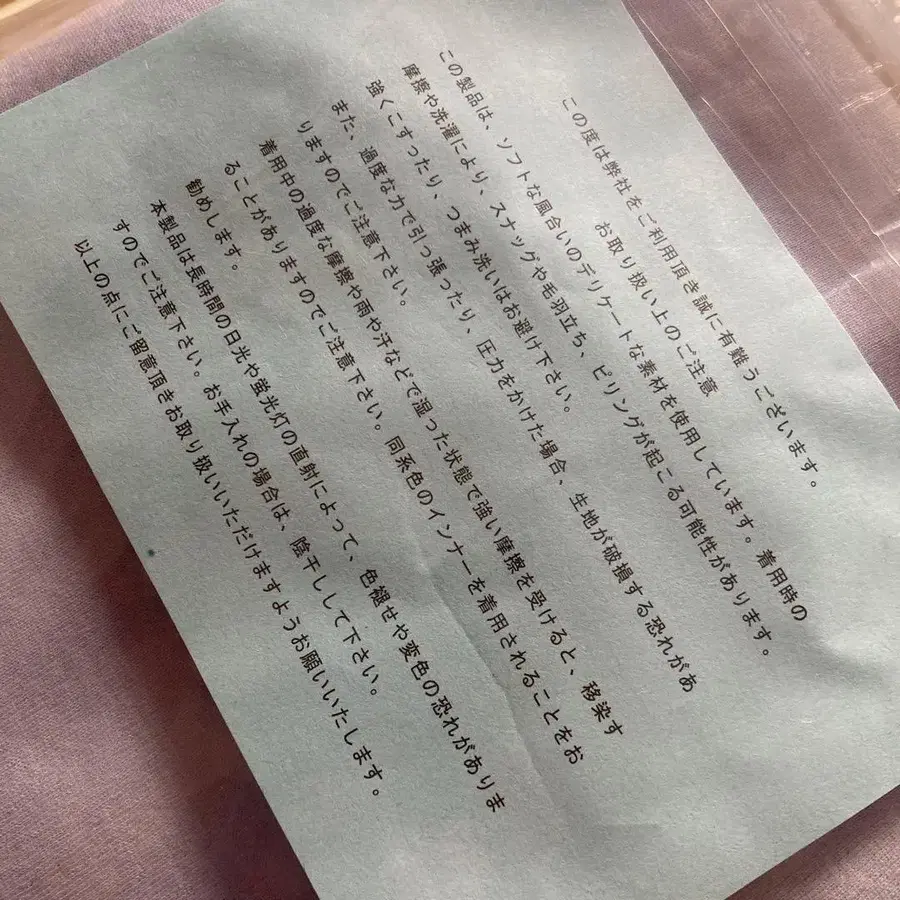 この度は弊社をご利用頂き誠に有難うございます。
お取り扱い上のご注意
この製品は、ソフトな風合いのデリケートな素材を使用しています。着用時の
摩擦や洗濯により、スナッグや毛羽立ち、ピリングが起こる可能性があります。
強くこすったり、つまみ洗いはお避け下さい。
また、過度な力で引っ張ったり、圧力をかけた場合、生地が破損する恐れがあ
りますのでご注意下さい。
着用中の過度な摩擦や雨や汗などで湿った状態で強い摩擦を受けると、移染す
ることがありますのでご注意下さい。同系色のインナーを着用されることをお
勧めします。
本製品は長時間の日光や蛍光灯の直射によって、色褪せや変色の恐れがありま
すのでご注意下さい。お手入れの場合は、陰干しして下さい。
以上の点にご留意頂きお取り扱いいただけますようお願いいたします。